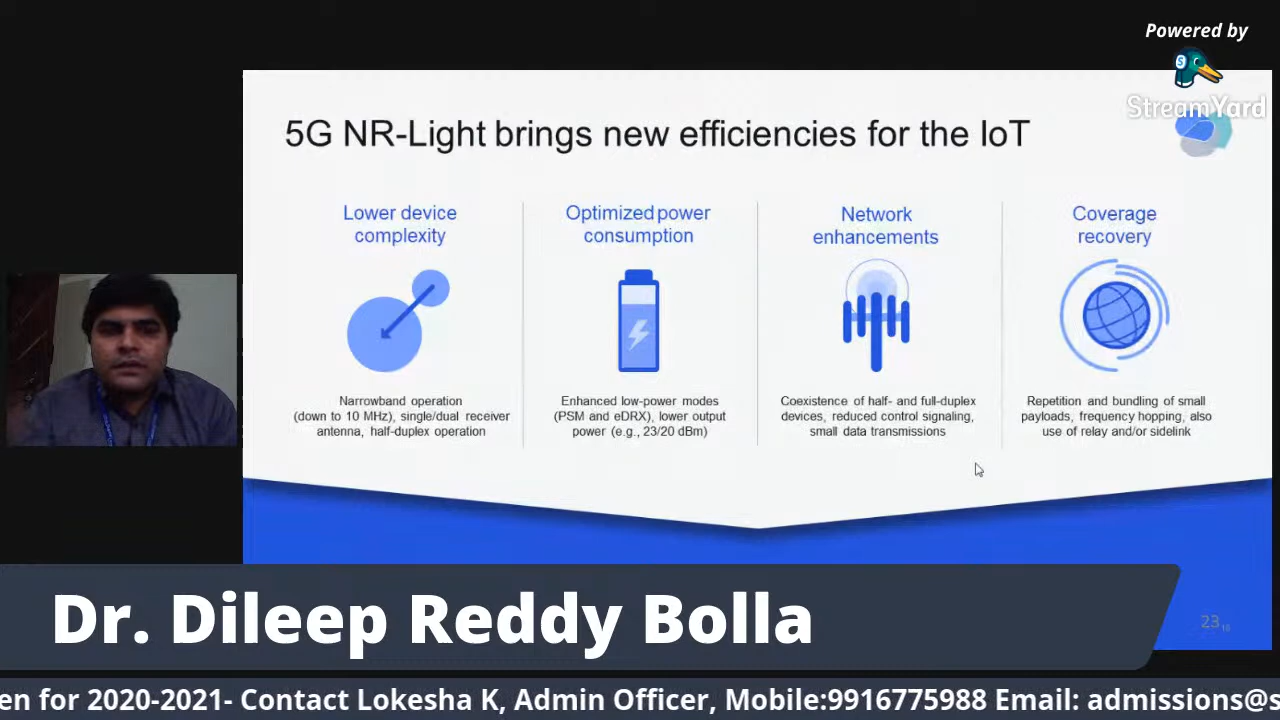 Powered by
StreamYard
5G NR-Light brings new efficiencies for the IoT
Lower device
complexity
Narrowband operation
(down to 10 MHz), single/dual receiver
antenna, half-duplex operation
Optimized power
consumption
Enhanced low-power modes
(PSM and eDRX), lower output
power (e.g., 23/20 dBm)
Network
enhancements
Coexistence of half- and full-duplex
devices, reduced control signaling,
small data transmissions
Coverage
recovery
Repetition and bundling of small
payloads, frequency hopping, also
use of relay and/or sidelink
23
Dr. Dileep Reddy Bolla
en for 2020-2021- Contact Lokesha K, Admin Officer, Mobile:9916775988 Email: admissions@s